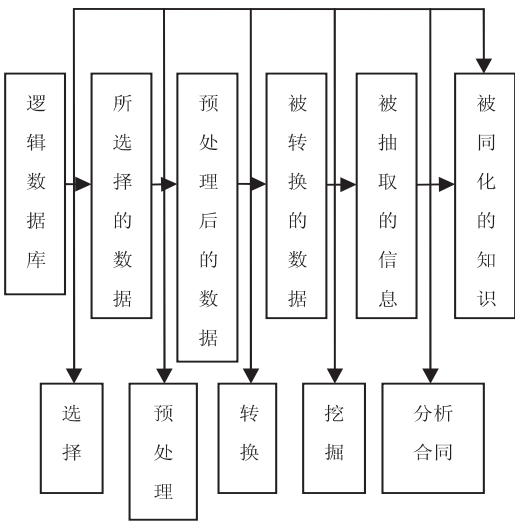 逻辑数据库
所选择的数据
预处理后的数据
被转换的数据
被抽取的信息
被同化的知识
选择
预处理
转换
挖掘
分析
合同